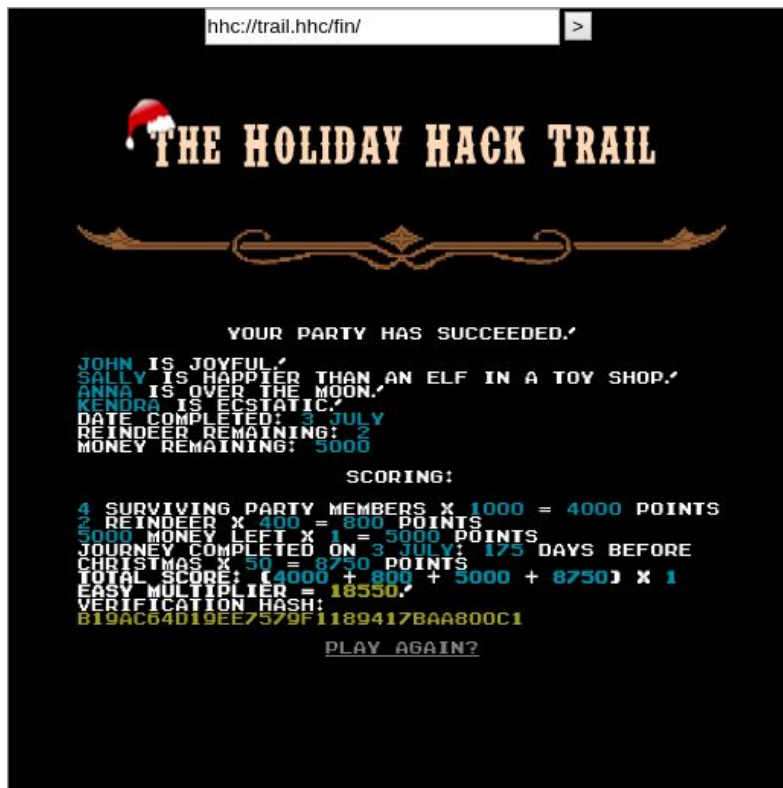 hhc://trail.hhc/fin/ >
THE HOLIDAY HACK TRAIL
YOUR PARTY HAS SUCCEEDED!
JOHN IS JOYFUL!
SALLY IS HAPPIER THAN AN ELF IN A TOY SHOP!
ANNA IS OVER THE MOON!
KENDRA IS ECSTATIC!
DATE COMPLETED: 3 JULY
REINDEER REMAINING: 2
MONEY REMAINING: 5000
SCORING:
4 SURVIVING PARTY MEMBERS X 1000 = 4000 POINTS
2 REINDEER X 400 = 800 POINTS
5000 MONEY LEFT X 1 = 5000 POINTS
JOURNEY COMPLETED ON 3 JULY: 175 DAYS BEFORE
CHRISTMAS X 50 = 8750 POINTS
TOTAL SCORE: (4000 + 800 + 5000 + 8750) X 1
EASY MULTIPLIER = 18550!
VERIFICATION HASH:
B19AC64D19EE7579F1189417BAA800C1
PLAY AGAIN?